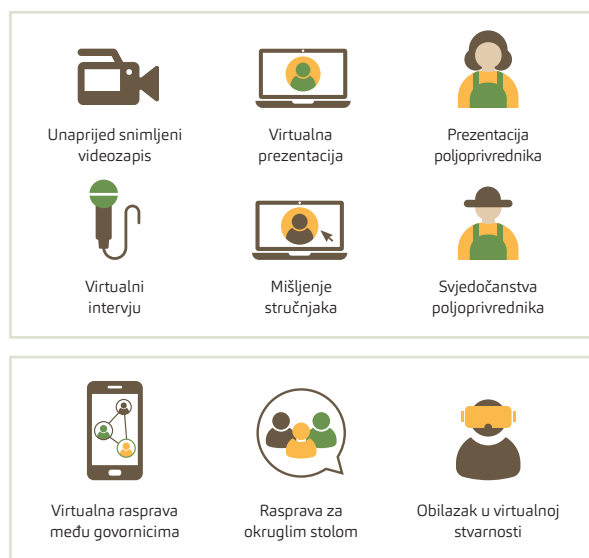 Unaprijed snimljeni
videozapis
Virtualna
prezentacija
Prezentacija
poljoprivrednika
Virtualni
intervju
Mišljenje
stručnjaka
Svjedočanstva
poljoprivrednika
Virtualna rasprava
među govornicima
Rasprava za
okruglim stolom
Obilazak u virtualnoj
stvarnosti